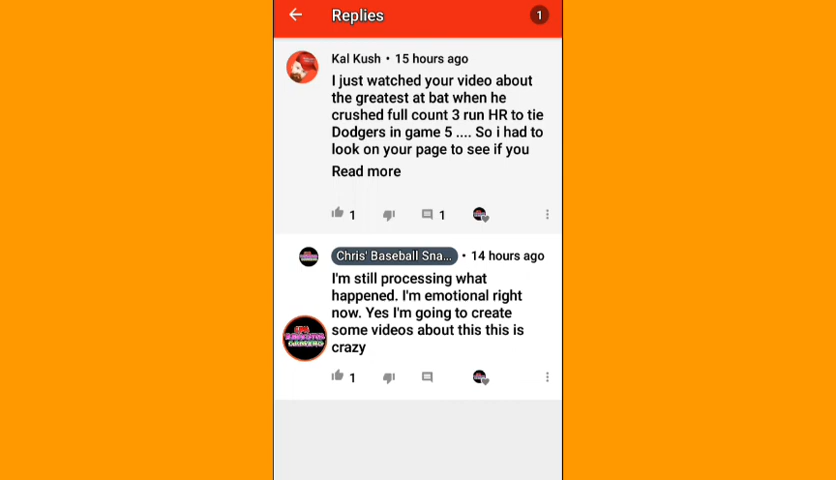 Replies
1
Kal Kush • 15 hours ago
I just watched your video about
the greatest at bat when he
crushed full count 3 run HR to tie
Dodgers in game 5 .... So i had to
look on your page to see if you
Read more
1
1
Chris' Baseball Sna... • 14 hours ago
I'm still processing what
happened. I'm emotional right
now. Yes I'm going to create
some videos about this this is
crazy
1